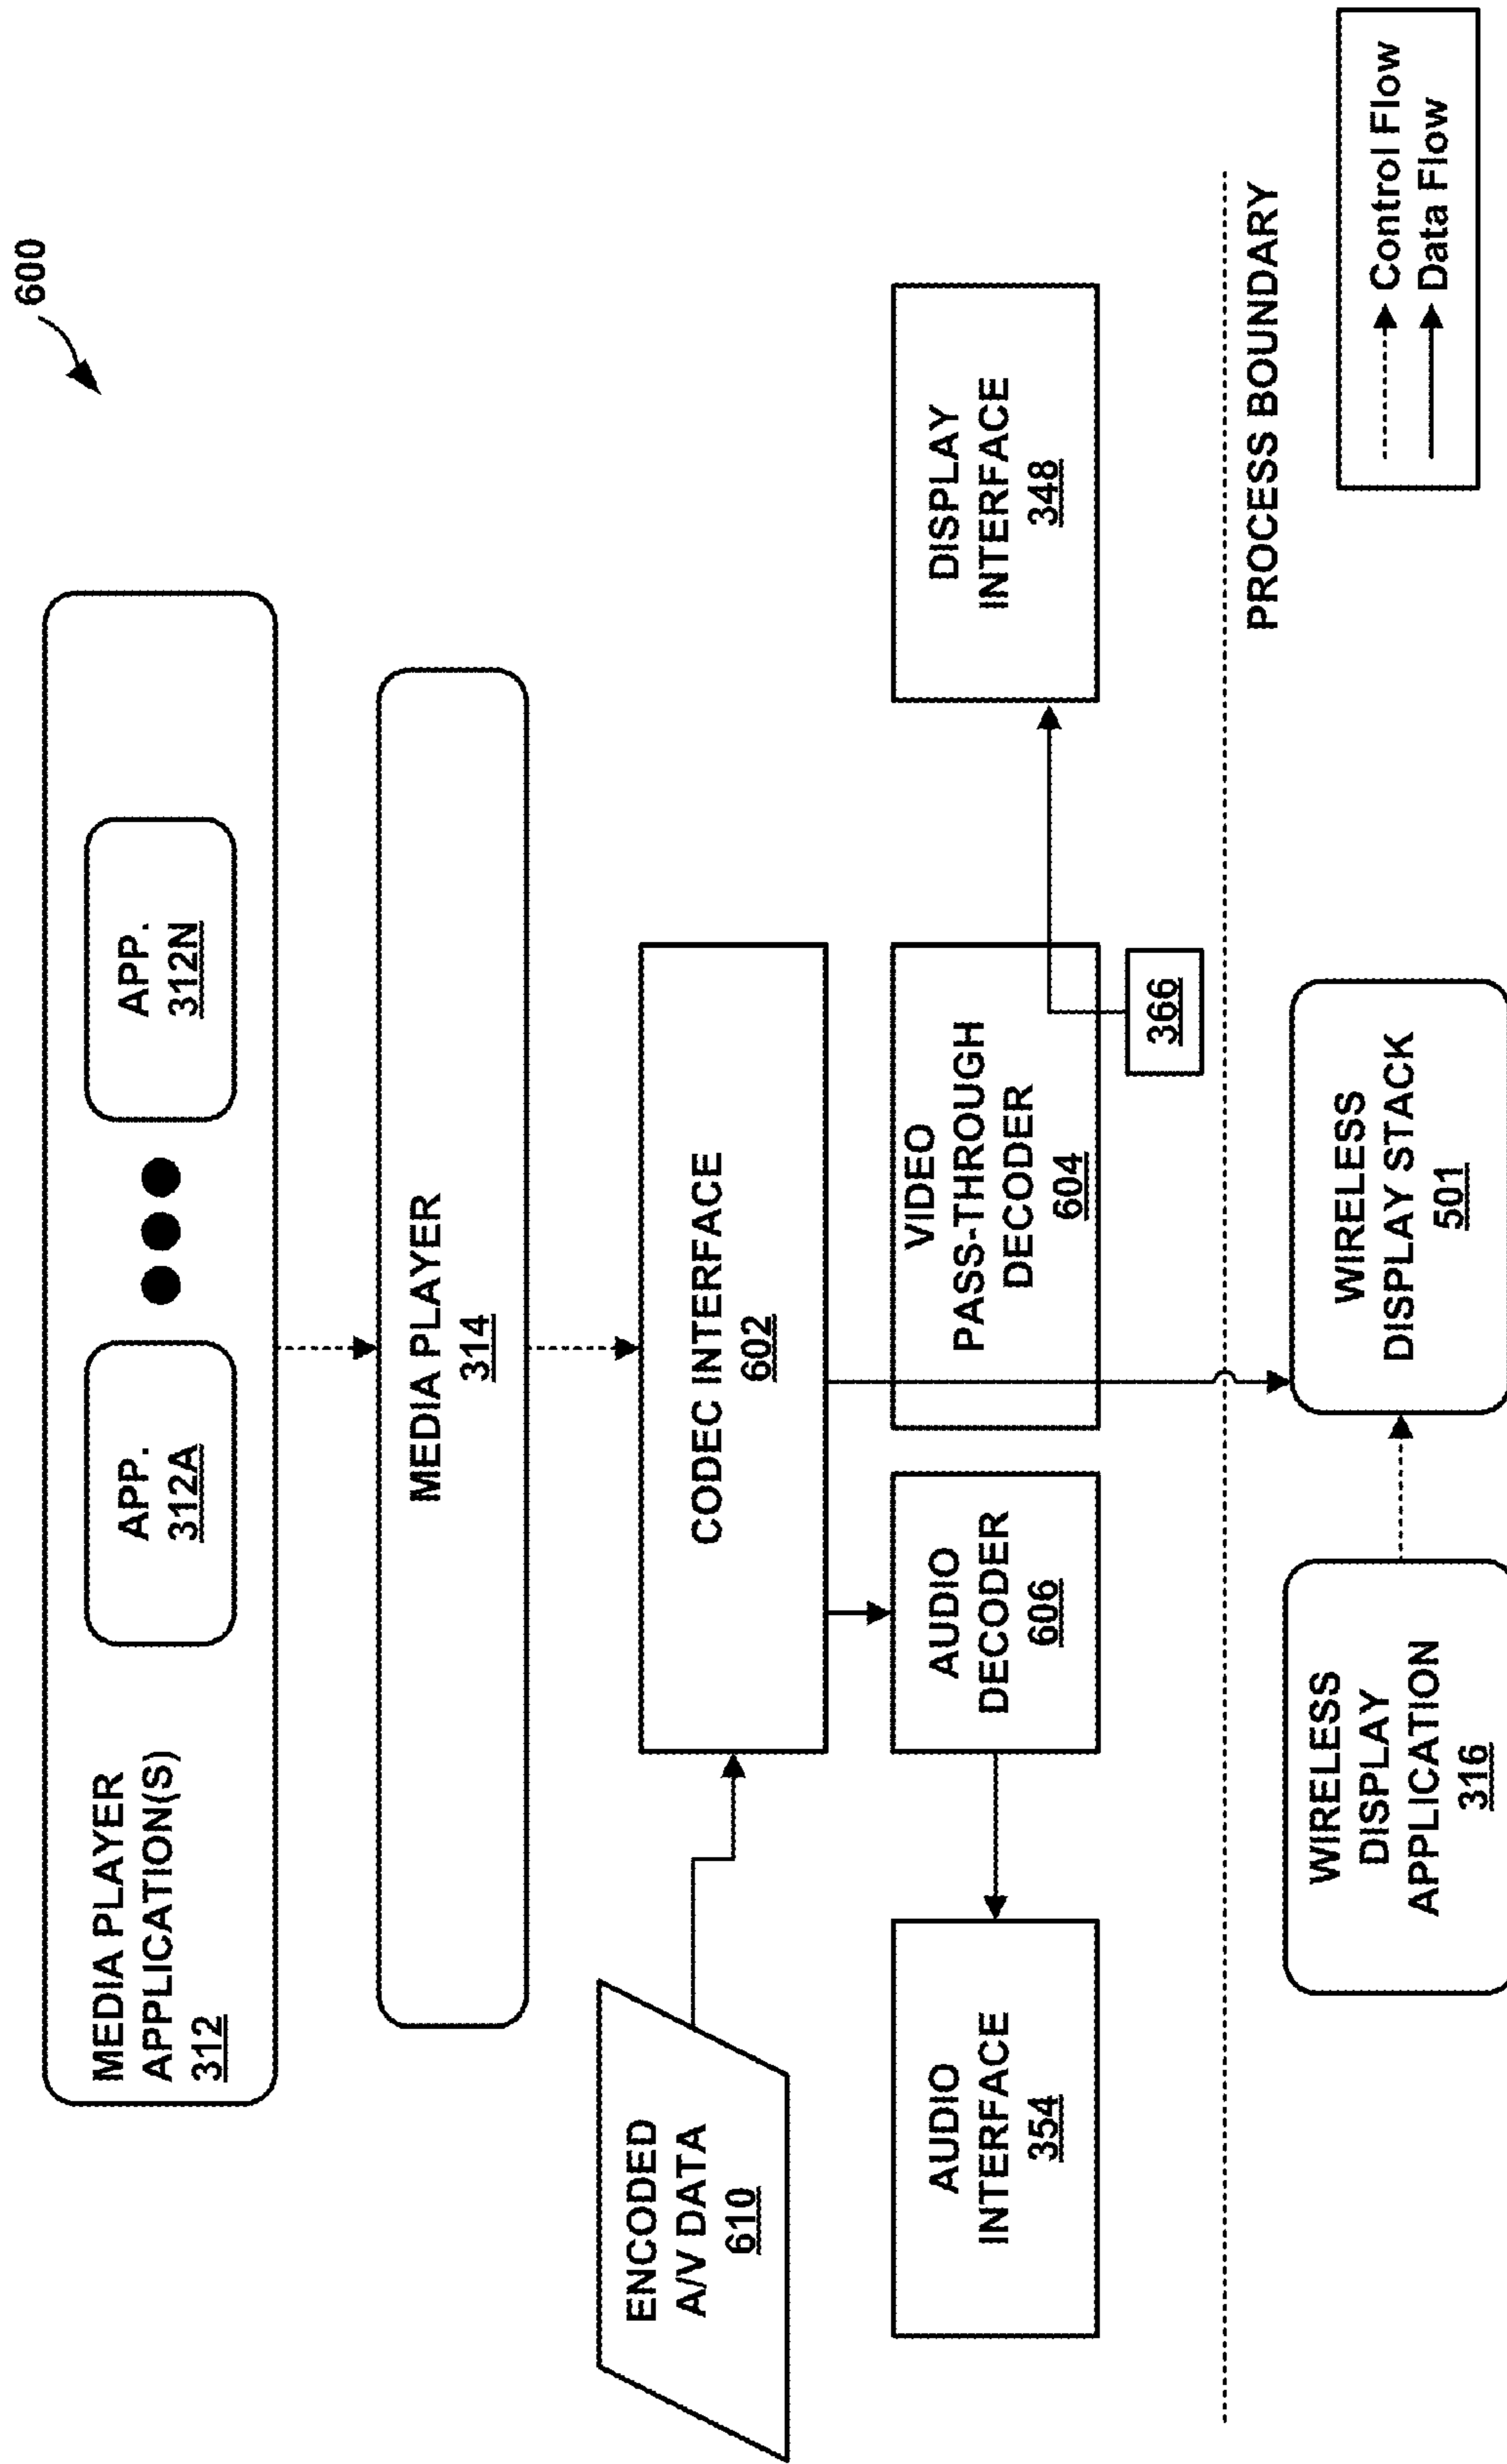 600
MEDIA PLAYER
APPLICATION(S)
312
APP.
312A
APP.
312N
MEDIA PLAYER
314
ENCODED
A/V DATA
610
CODEC INTERFACE
602
AUDIO
INTERFACE
354
AUDIO
DECODER
606
VIDEO
PASS-THROUGH
DECODER
604
366
DISPLAY
INTERFACE
348
PROCESS BOUNDARY
WIRELESS
DISPLAY
APPLICATION
316
WIRELESS
DISPLAY STACK
501
Control Flow
Data Flow